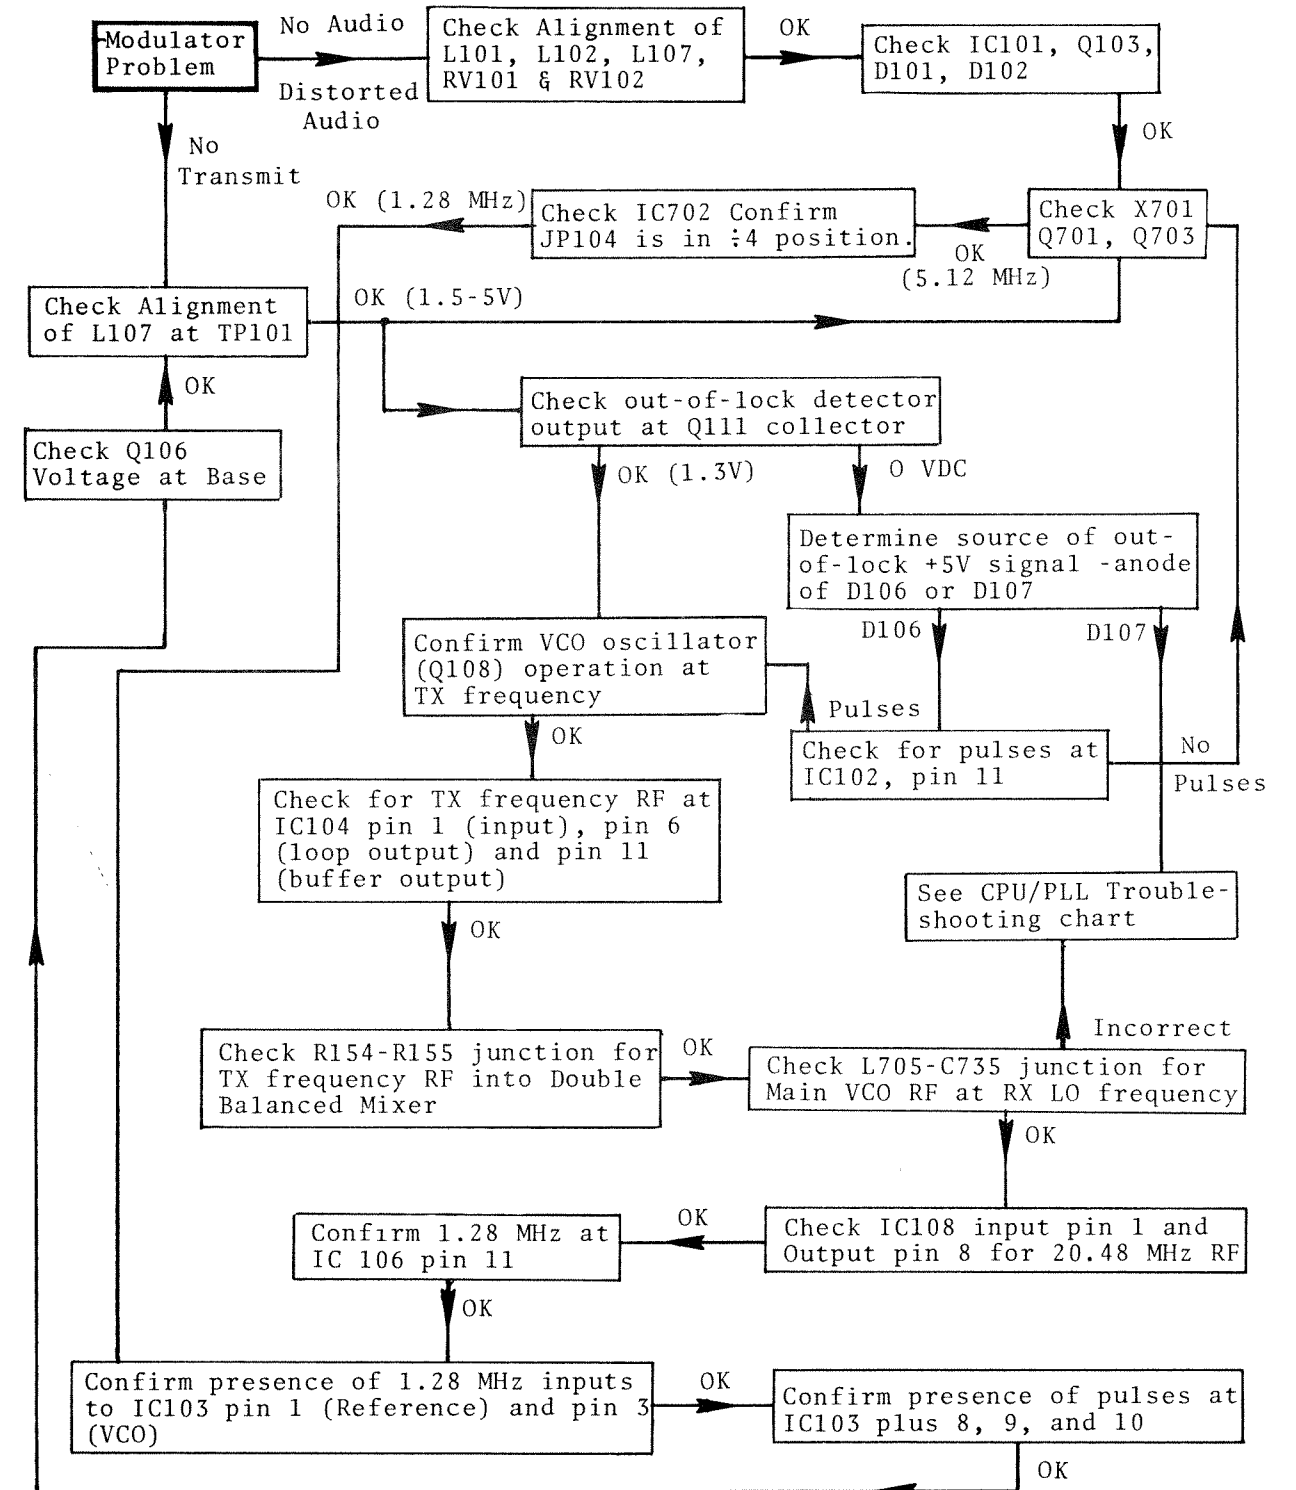 Modulator
Problem
No Audio
Distorted
Audio
Check Alignment of
L101, L102, L107,
RV101 & RV102
OK
Check IC101, Q103,
D101, D102
OK
No
Transmit
OK (1.28 MHz)
Check IC702 Confirm
JP104 is in ÷4 position.
OK
(5.12 MHz)
Check X701
Q701, Q703
Check Alignment
of L107 at TP101
OK (1.5-5V)
OK
Check out-of-lock detector
output at Q111 collector
Check Q106
Voltage at Base
OK (1.3V)
O VDC
Determine source of out-
of-lock +5V signal -anode
of D106 or D107
D106
D107
Confirm VCO oscillator
(Q108) operation at
TX frequency
Pulses
OK
Check for pulses at
IC102, pin 11
No
Pulses
Check for TX frequency RF at
IC104 pin 1 (input), pin 6
(loop output) and pin 11
(buffer output)
See CPU/PLL Trouble-
shooting chart
OK
Incorrect
Check R154-R155 junction for
TX frequency RF into Double
Balanced Mixer
OK
Check L705-C735 junction for
Main VCO RF at RX LO frequency
OK
Confirm 1.28 MHz at
IC 106 pin 11
OK
Check IC108 input pin 1 and
Output pin 8 for 20.48 MHz RF
OK
Confirm presence of 1.28 MHz inputs
to IC103 pin 1 (Reference) and pin 3
(VCO)
OK
Confirm presence of pulses at
IC103 plus 8, 9, and 10
OK